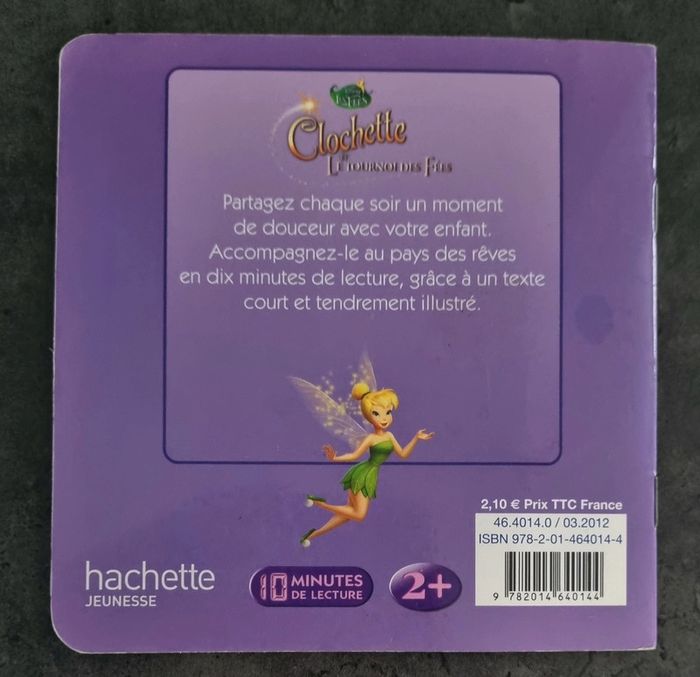 Disney
FÉES
Clochette
ET
LE TOURNOI DES FÉES
Partagez chaque soir un moment
de douceur avec votre enfant.
Accompagnez-le au pays des rêves
en dix minutes de lecture, grâce à un texte
court et tendrement illustré.
2,10 € Prix TTC France
46.4014.0 / 03.2012
ISBN 978-2-01-464014-4
9 782014 640144
hachette
JEUNESSE
10 MINUTES
DE LECTURE
2+